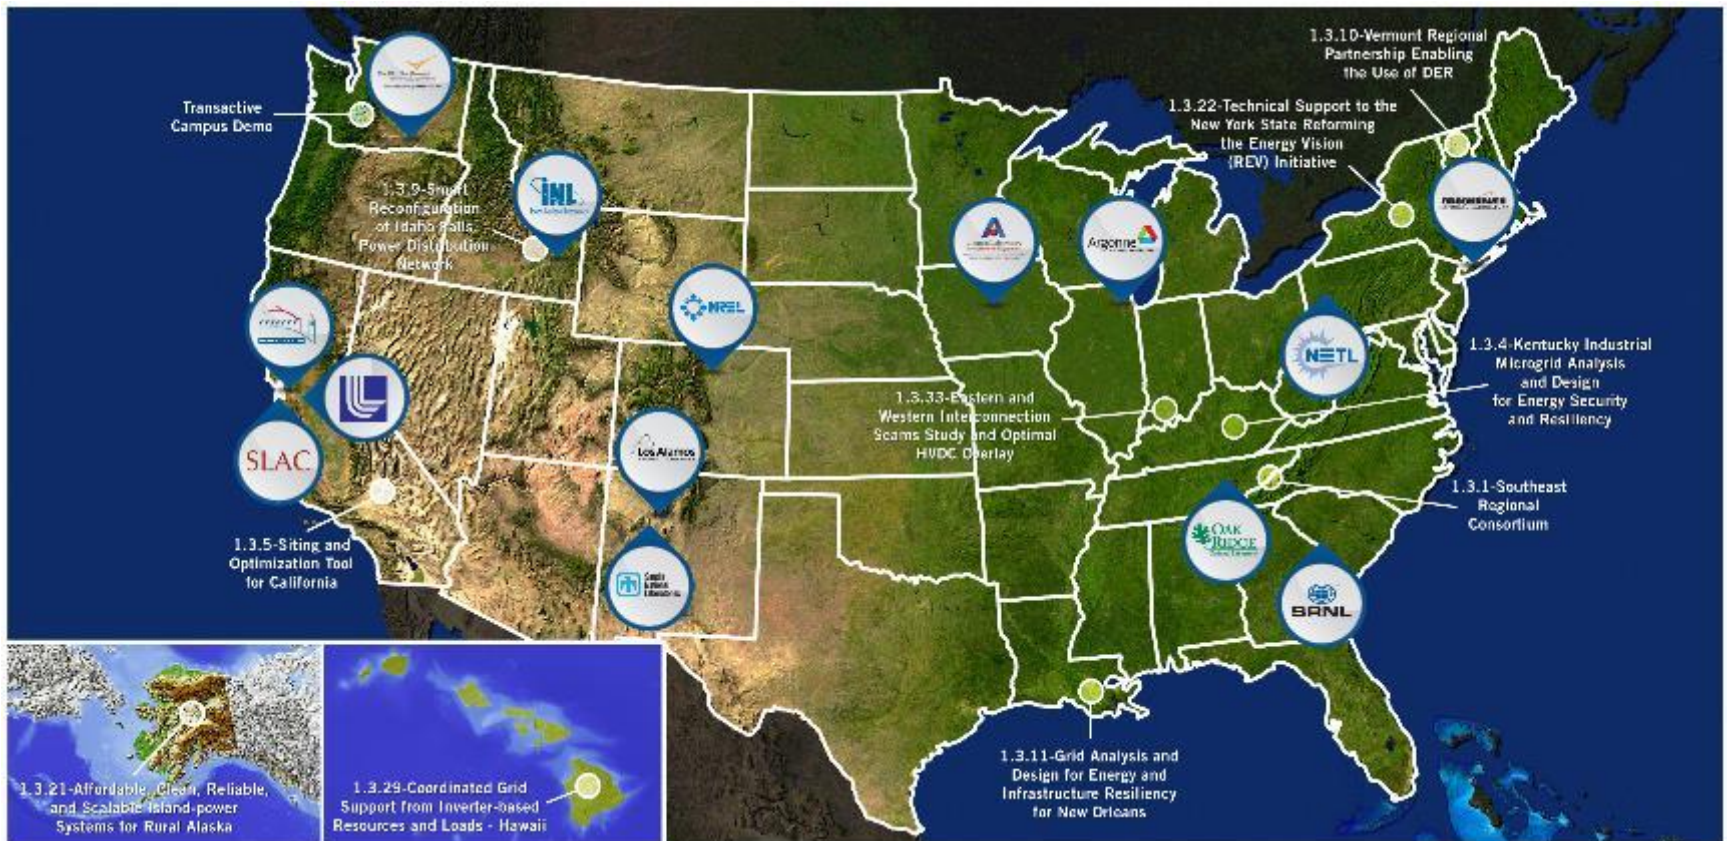 1.3.10-Vermont Regional
Partnership Enabling
the Use of DER
1.3.22-Technical Support to the
New York State Reforming
the Energy Vision
(REV) Initiative
Transactive
Campus Demo
1.3.9-Smart
Reconfiguration
of Idaho Falls
Power Distribution
Network
INL
Argonne
NREL
NETL
1.3.4-Kentucky Industrial
Microgrid Analysis
and Design
for Energy Security
and Resiliency
1.3.33-Eastern and
Western Interconnection
Seams Study and Optimal
HVDC Overlay
SLAC
Los Alamos
1.3.1-Southeast
Regional
Consortium
OAK
RIDGE
1.3.5-Siting and
Optimization Tool
for California
Sandia
National
Laboratories
SRNL
1.3.11-Grid Analysis and
Design for Energy and
Infrastructure Resiliency
for New Orleans
1.3.21-Affordable, Clean, Reliable,
and Scalable Island-power
Systems for Rural Alaska
1.3.29-Coordinated Grid
Support from Inverter-based
Resources and Loads - Hawaii